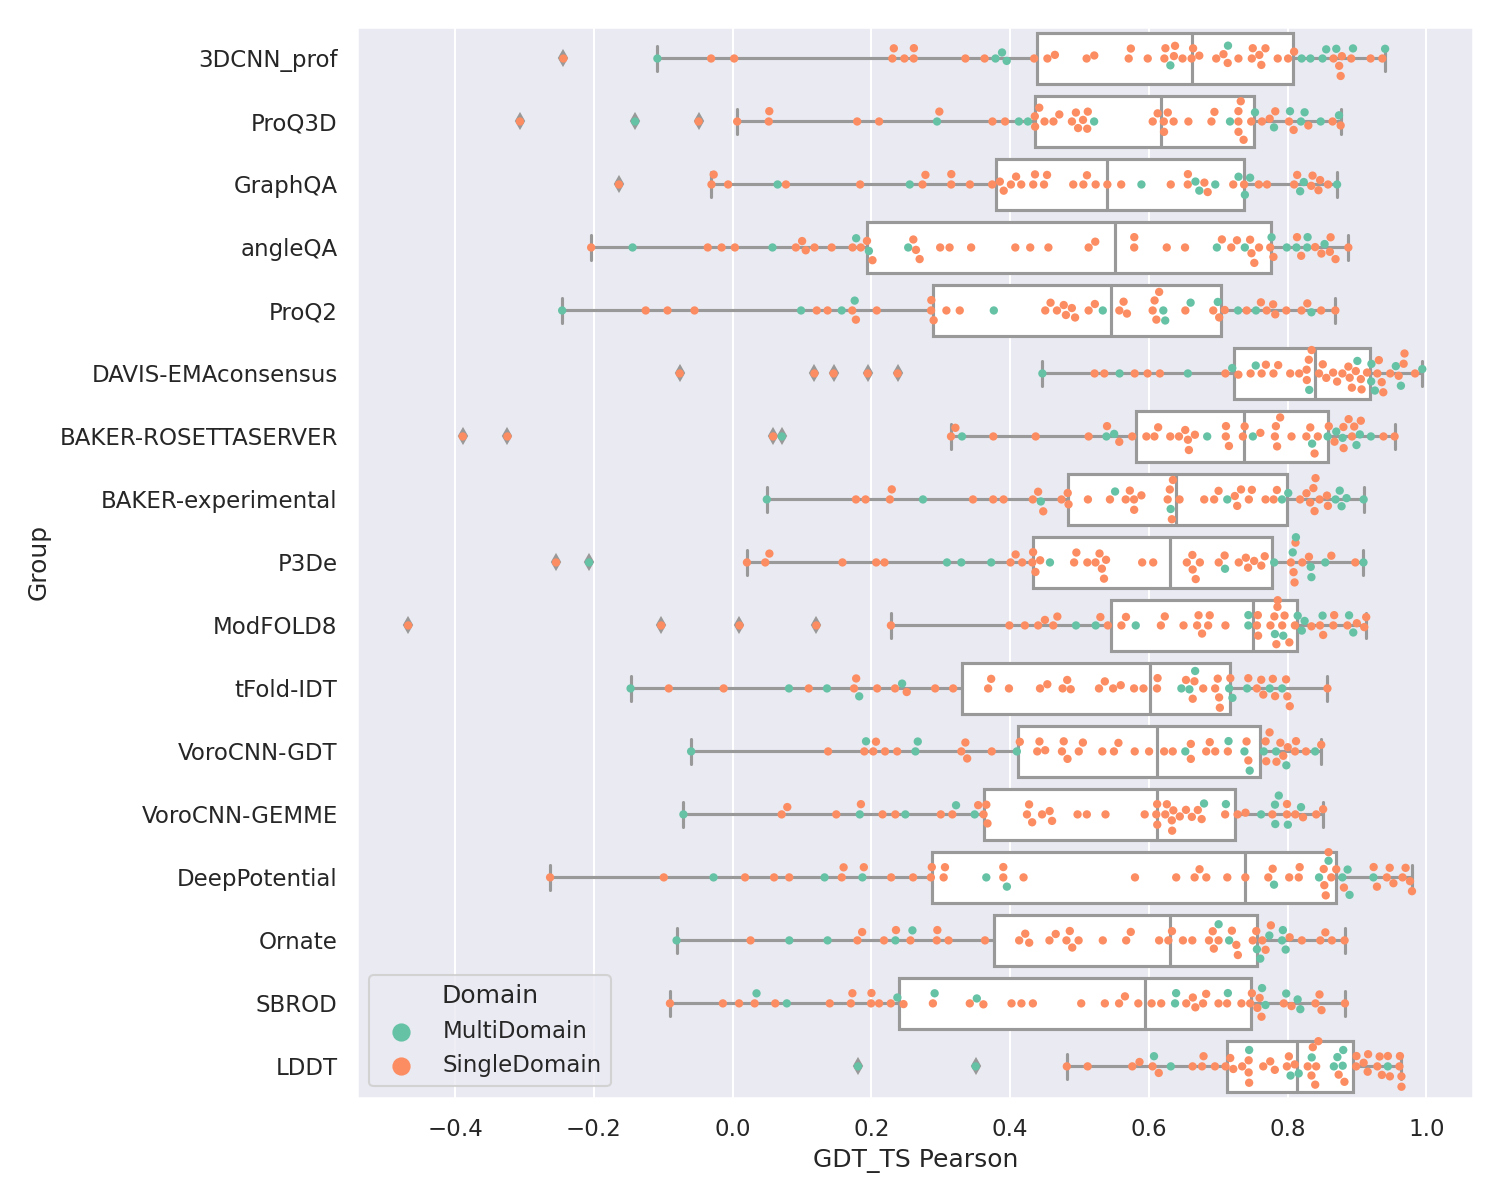 3DCNN_prof
ProQ3D
GraphQA
angleQA
ProQ2
DAVIS-EMAconsensus
BAKER-ROSETTASERVER
BAKER-experimental
P3De
ModFOLD8
tFold-IDT
VoroCNN-GDT
VoroCNN-GEMME
DeepPotential
Ornate
SBROD
LDDT
Group
Domain
MultiDomain
SingleDomain
−0.4 −0.2 0.0 0.2 0.4 0.6 0.8 1.0
GDT_TS Pearson